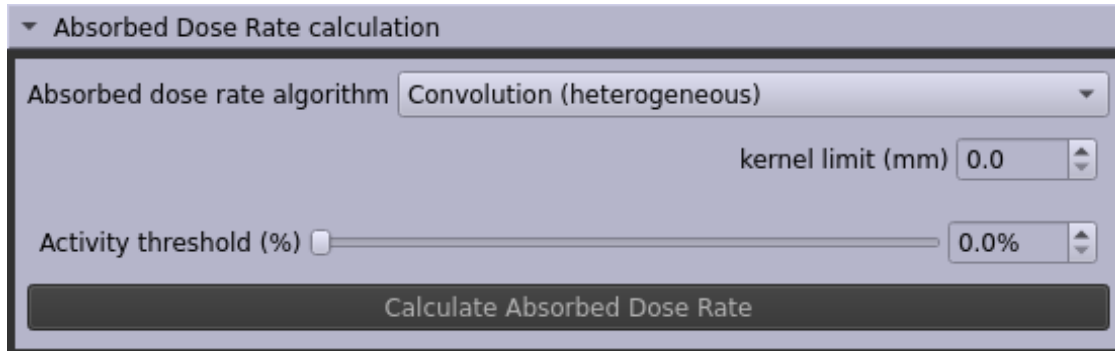 Absorbed Dose Rate calculation
Absorbed dose rate algorithm Convolution (heterogeneous)
kernel limit (mm) 0.0
Activity threshold (%) 0.0%
Calculate Absorbed Dose Rate